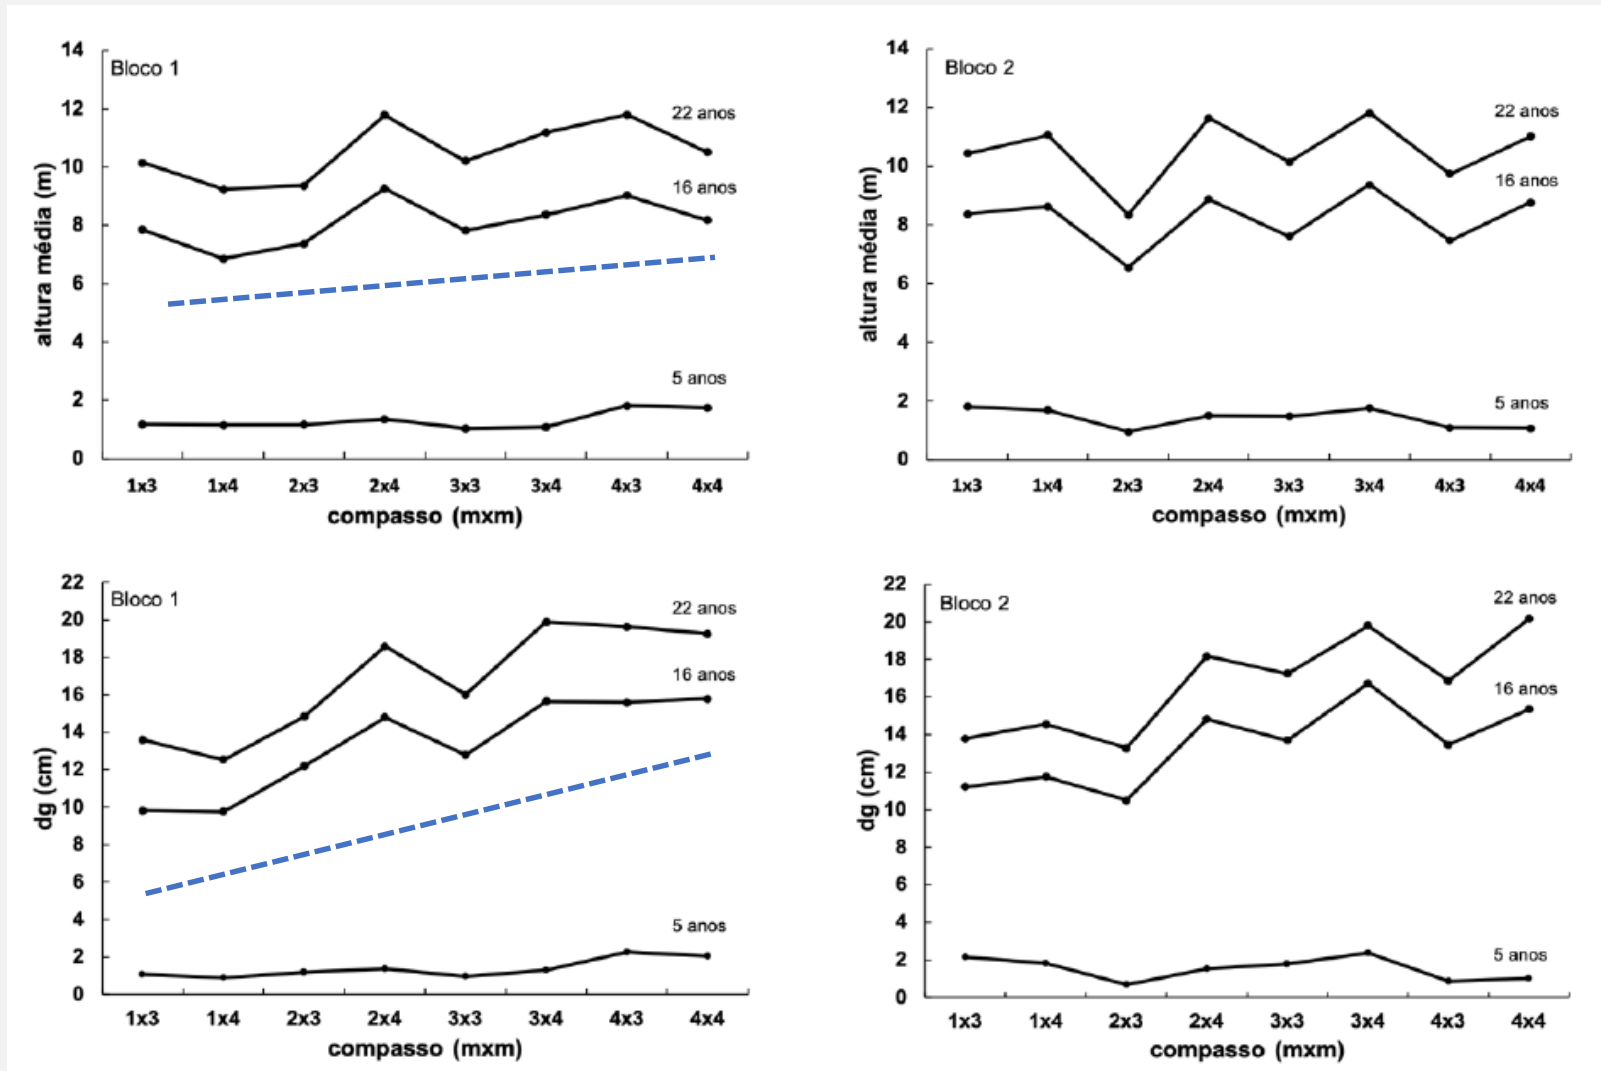 Bloco 1
altura média (m)
14
12
10
8
6
4
2
0
22 anos
16 anos
5 anos
1x3 1x4 2x3 2x4 3x3 3x4 4x3 4x4
compasso (mxm)
Bloco 2
altura média (m)
14
12
10
8
6
4
2
0
22 anos
16 anos
5 anos
1x3 1x4 2x3 2x4 3x3 3x4 4x3 4x4
compasso (mxm)
Bloco 1
dg (cm)
22
20
18
16
14
12
10
8
6
4
2
0
22 anos
16 anos
5 anos
1x3 1x4 2x3 2x4 3x3 3x4 4x3 4x4
compasso (mxm)
Bloco 2
dg (cm)
22
20
18
16
14
12
10
8
6
4
2
0
22 anos
16 anos
5 anos
1x3 1x4 2x3 2x4 3x3 3x4 4x3 4x4
compasso (mxm)